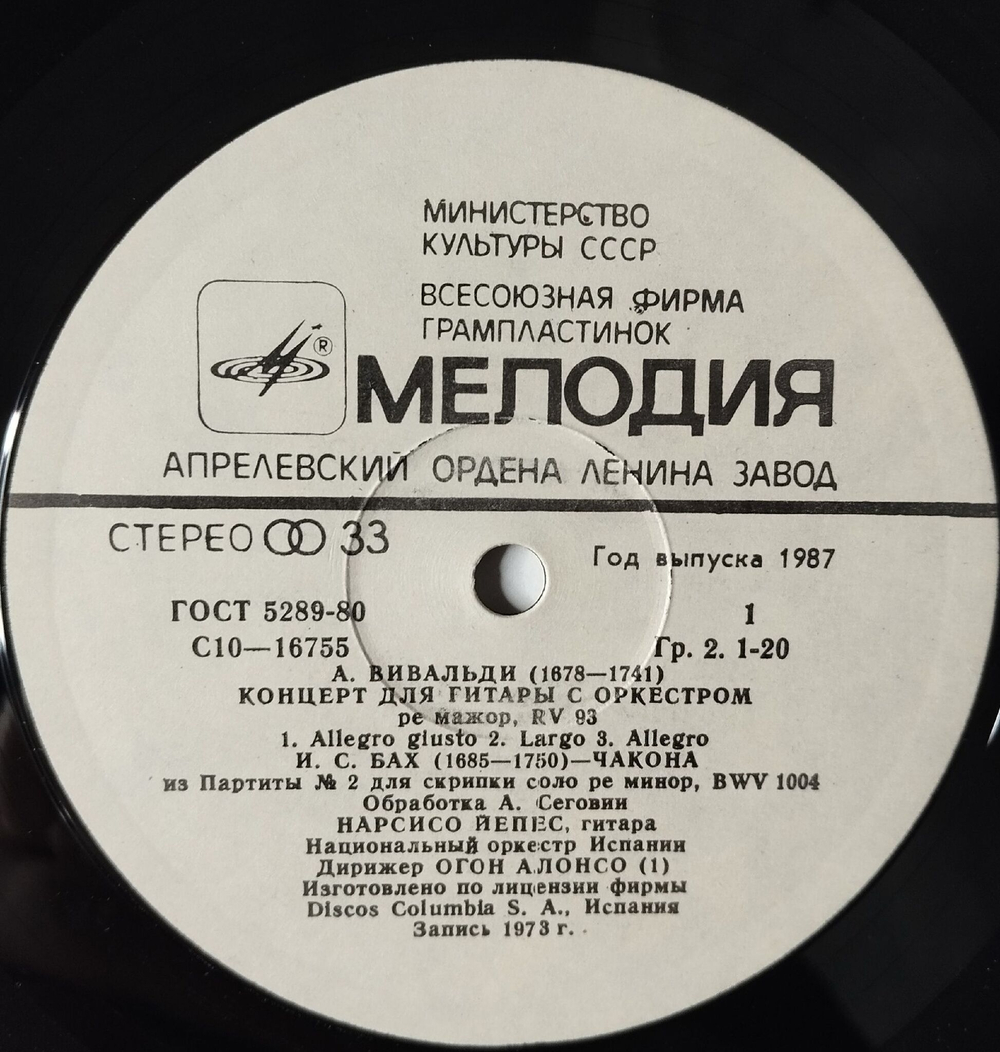 МИНИСТЕРСТВО
КУЛЬТУРЫ СССР
ВСЕСОЮЗНАЯ ФИРМА
ГРАМПЛАСТИНОК
®
МЕЛОДИЯ
АПРЕЛЕВСКИЙ ОРДЕНА ЛЕНИНА ЗАВОД
СТЕРЕО 33
Год выпуска 1987
ГОСТ 5289-80
1
С10—16755
Гр. 2. 1-20
А. ВИВАЛЬДИ (1678—1741)
КОНЦЕРТ ДЛЯ ГИТАРЫ С ОРКЕСТРОМ
ре мажор, RV 93
1. Allegro giusto 2. Largo 3. Allegro
И. С. БАХ (1685—1750)—ЧАКОНА
из Партиты № 2 для скрипки соло ре минор, BWV 1004
Обработка А. Сеговии
НАРСИСО ЙЕПЕС, гитара
Национальный оркестр Испании
Дирижер ОГОН АЛОНСО (1)
Изготовлено по лицензии фирмы
Discos Columbia S. A., Испания
Запись 1973 г.